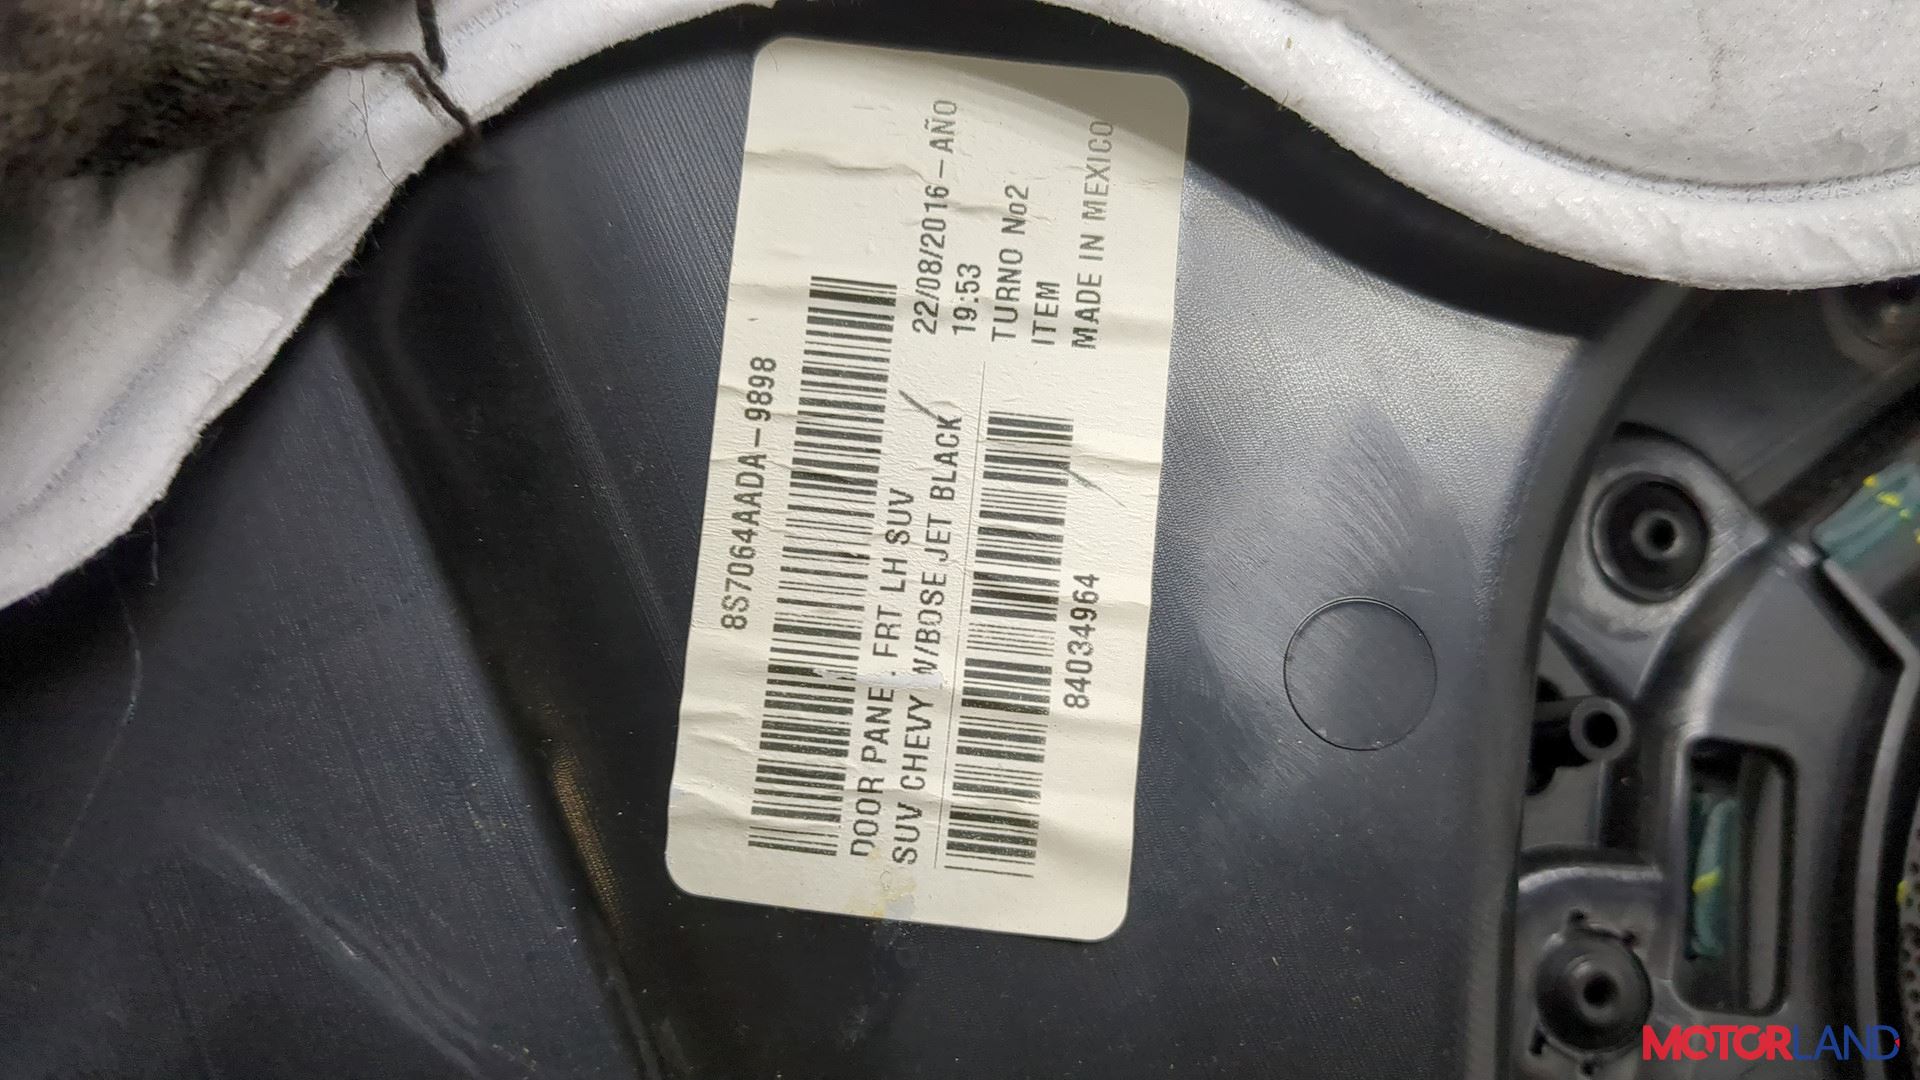 8S7064AADA-9898
DOOR PANEL FRT LH SUV
SUV CHEVY W/BOSE JET BLACK
84034964
22/08/2016-AÑO
19:53
TURNO No2
ITEM
MADE IN MEXICO
MOTORLAND